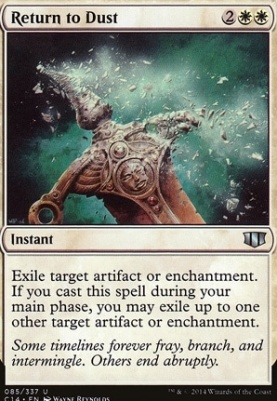 Return to Dust 2
Instant
Exile target artifact or enchantment.
If you cast this spell during your
main phase, you may exile up to one
other target artifact or enchantment.
Some timelines forever fray, branch, and
intermingle. Others end abruptly.
085/337 U
C14 • EN Wayne Reynolds
™ & © 2014 Wizards of the Coast